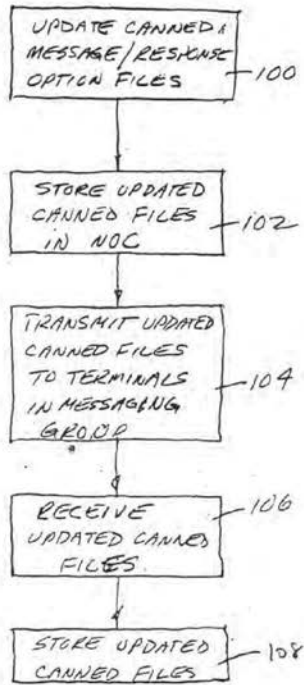 UPDATE CANNED
MESSAGE/RESPONSE
OPTION FILES
100
STORE UPDATED
CANNED FILES
IN NOC
102
TRANSMIT UPDATED
CANNED FILES
TO TERMINALS
IN MESSAGING
GROUP
104
RECEIVE
UPDATED CANNED
FILES.
106
STORE UPDATED
CANNED FILES
108